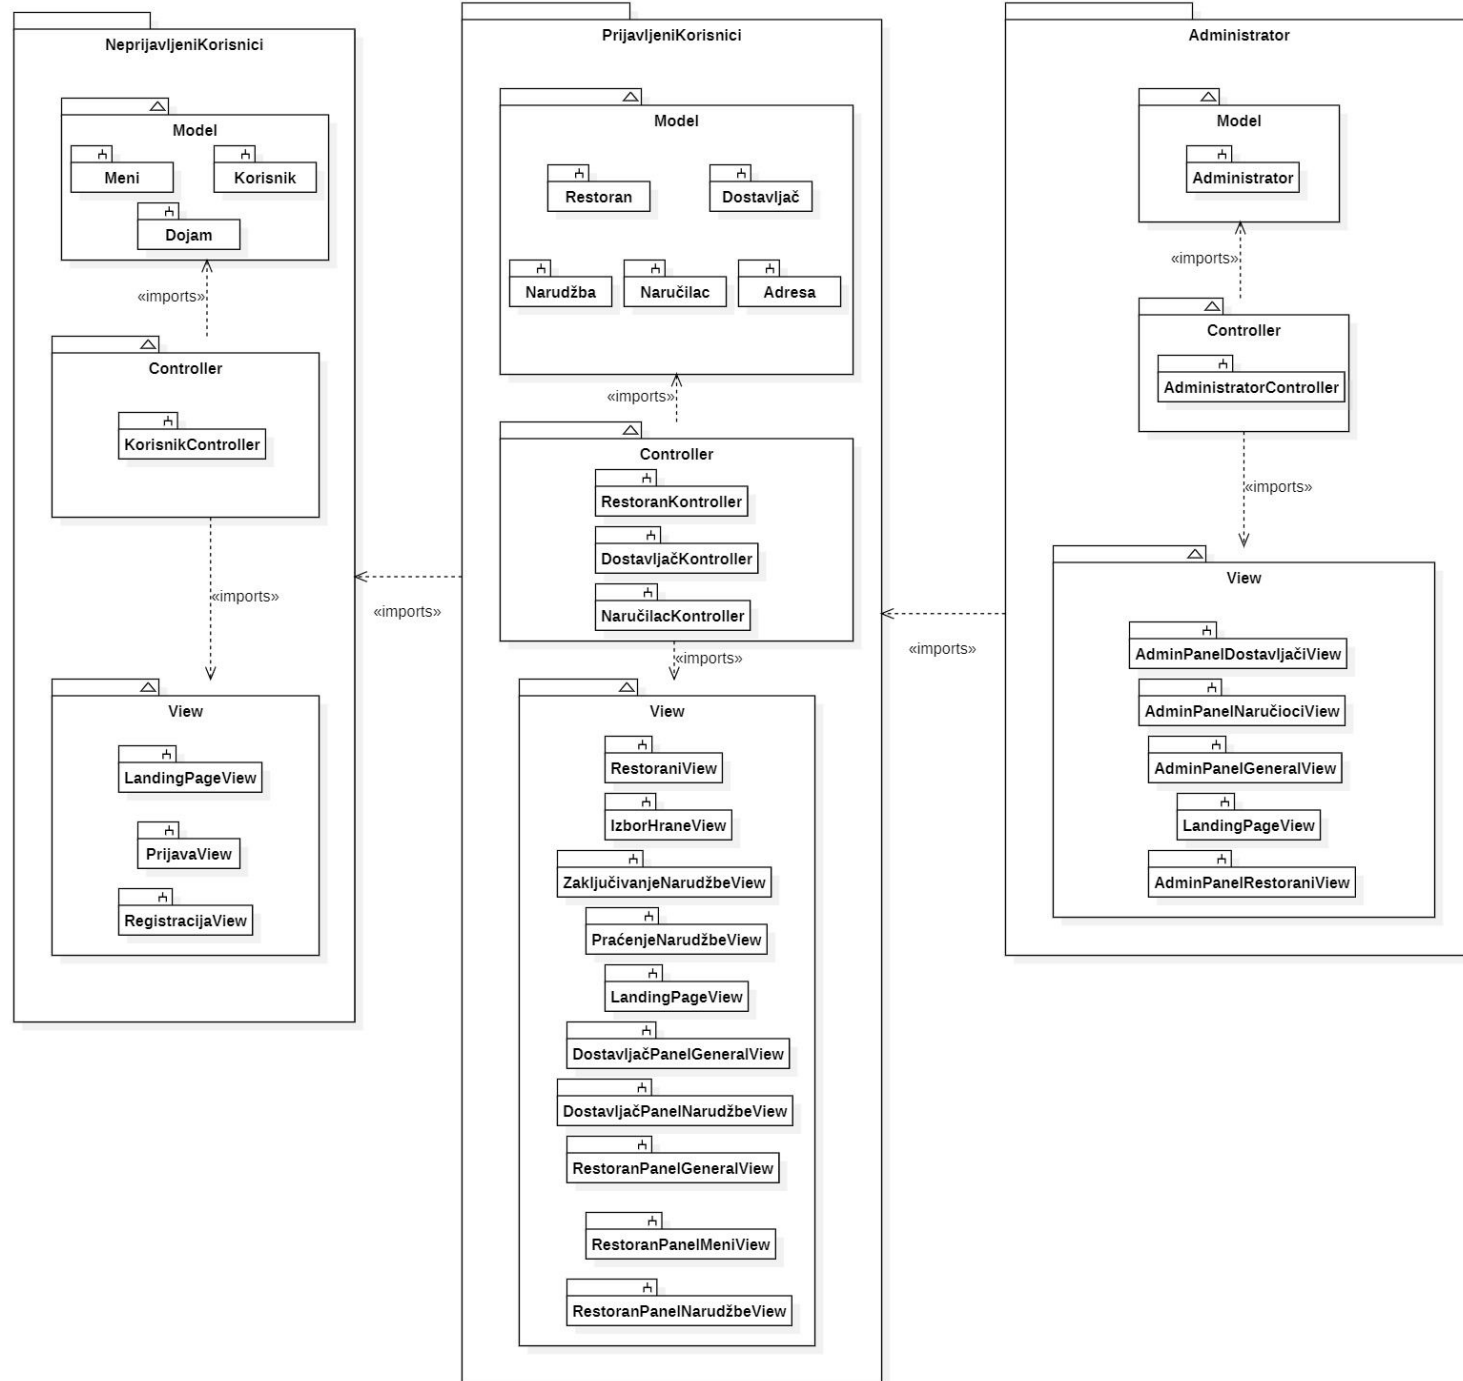 NeprijavljeniKorisnici
Model
Meni
Korisnik
Dojam
«imports»
Controller
KorisnikController
«imports»
View
LandingPageView
PrijavaView
RegistracijaView
«imports»
PrijavljeniKorisnici
Model
Restoran
Dostavljač
Narudžba
Naručilac
Adresa
«imports»
Controller
RestoranKontroller
DostavljačKontroller
NaručilacKontroller
«imports»
View
RestoraniView
IzborHraneView
ZaključivanjeNarudžbeView
PraćenjeNarudžbeView
LandingPageView
DostavljačPanelGeneralView
DostavljačPanelNarudžbeView
RestoranPanelGeneralView
RestoranPanelMeniView
RestoranPanelNarudžbeView
«imports»
Administrator
Model
Administrator
«imports»
Controller
AdministratorController
«imports»
View
AdminPanelDostavljačiView
AdminPanelNaručiociView
AdminPanelGeneralView
LandingPageView
AdminPanelRestoraniView